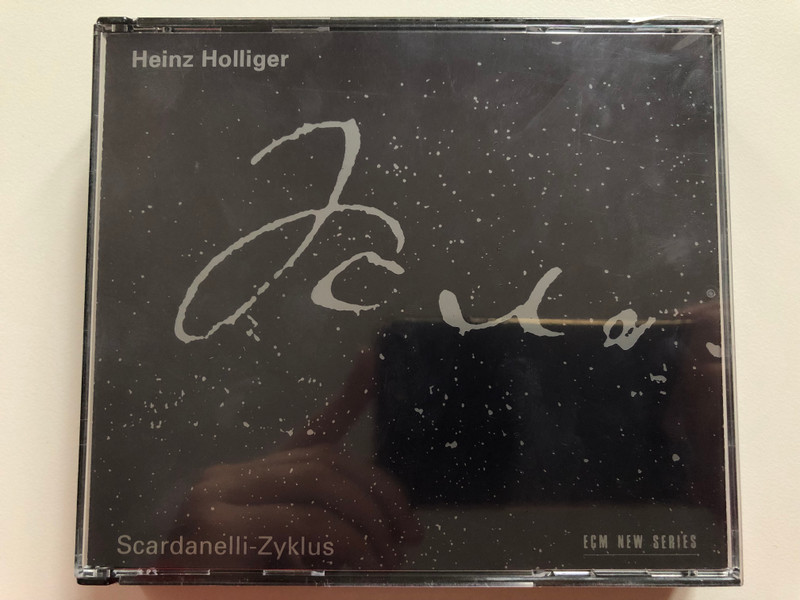 Heinz Holliger
Scardanelli-Zyklus
ECM NEW SERIES